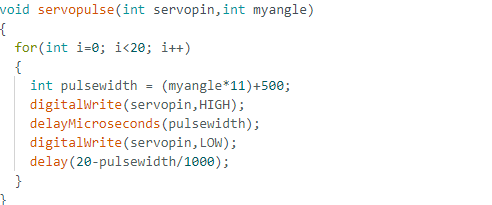 void servopulse(int servopin,int myangle)
{
  for(int i=0; i<20; i++)
  {
    int pulsewidth = (myangle*11)+500;
    digitalWrite(servopin,HIGH);
    delayMicroseconds(pulsewidth);
    digitalWrite(servopin,LOW);
    delay(20-pulsewidth/1000);
  }
}